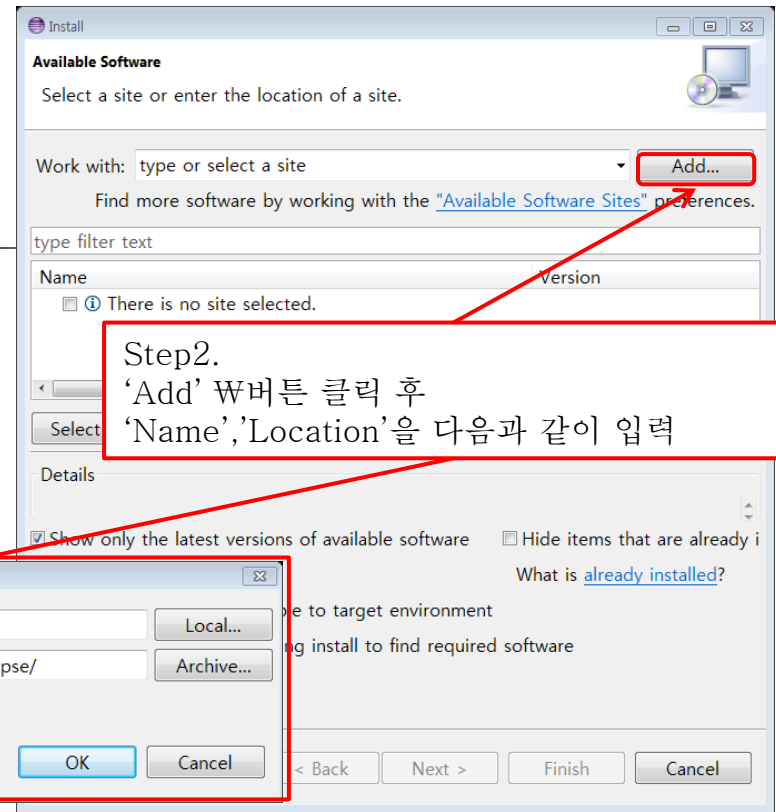 Install
Available Software
Select a site or enter the location of a site.
Work with: type or select a site Add...
Find more software by working with the "Available Software Sites" preferences.
type filter text
Name Version
There is no site selected.
Step2.
‘Add’ ₩버튼 클릭 후
‘Name’,’Location’을 다음과 같이 입력
Select
Details
Show only the latest versions of available software Hide items that are already i
What is already installed?
Local...
e to target environment
ng install to find required software
pse/ Archive...
OK Cancel
< Back Next > Finish Cancel